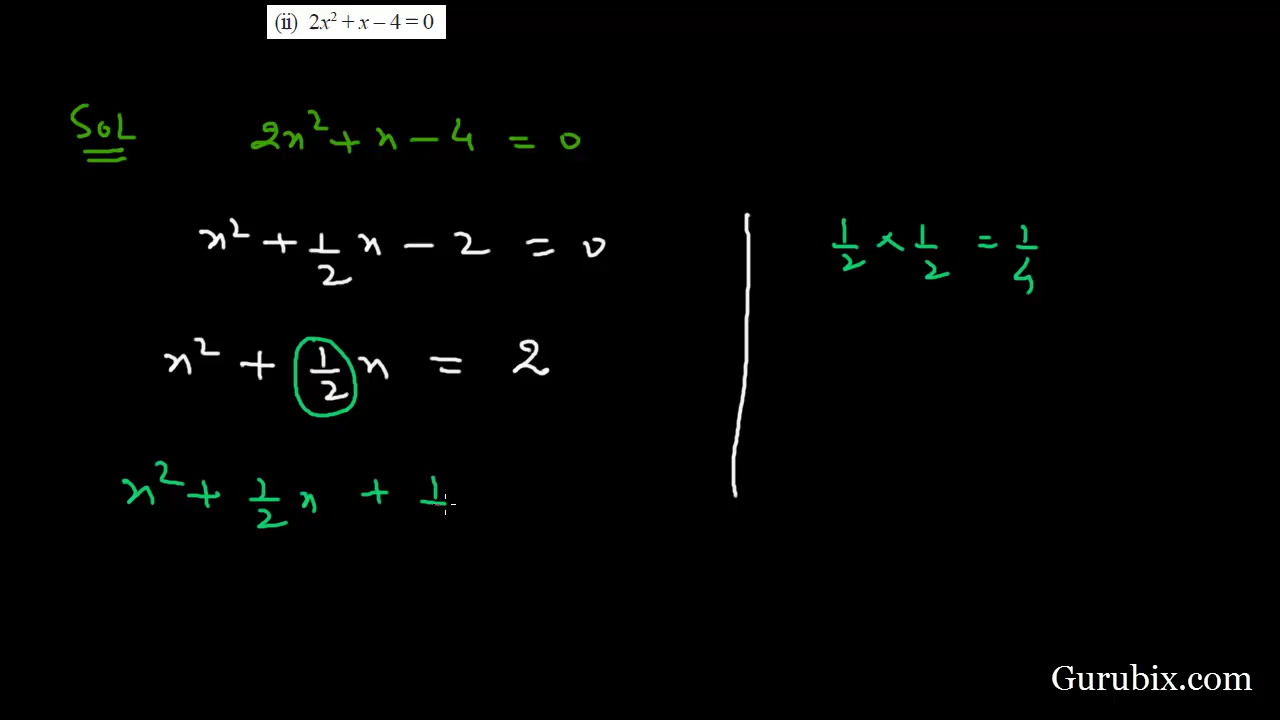 (ii) 2x² + x – 4 = 0
Sol 2x² + x – 4 = 0
x² + 1/2 x – 2 = 0
x² + 1/2 x = 2
x² + 1/2 x + 1
1/2 × 1/2 = 1/4
Gurubix.com